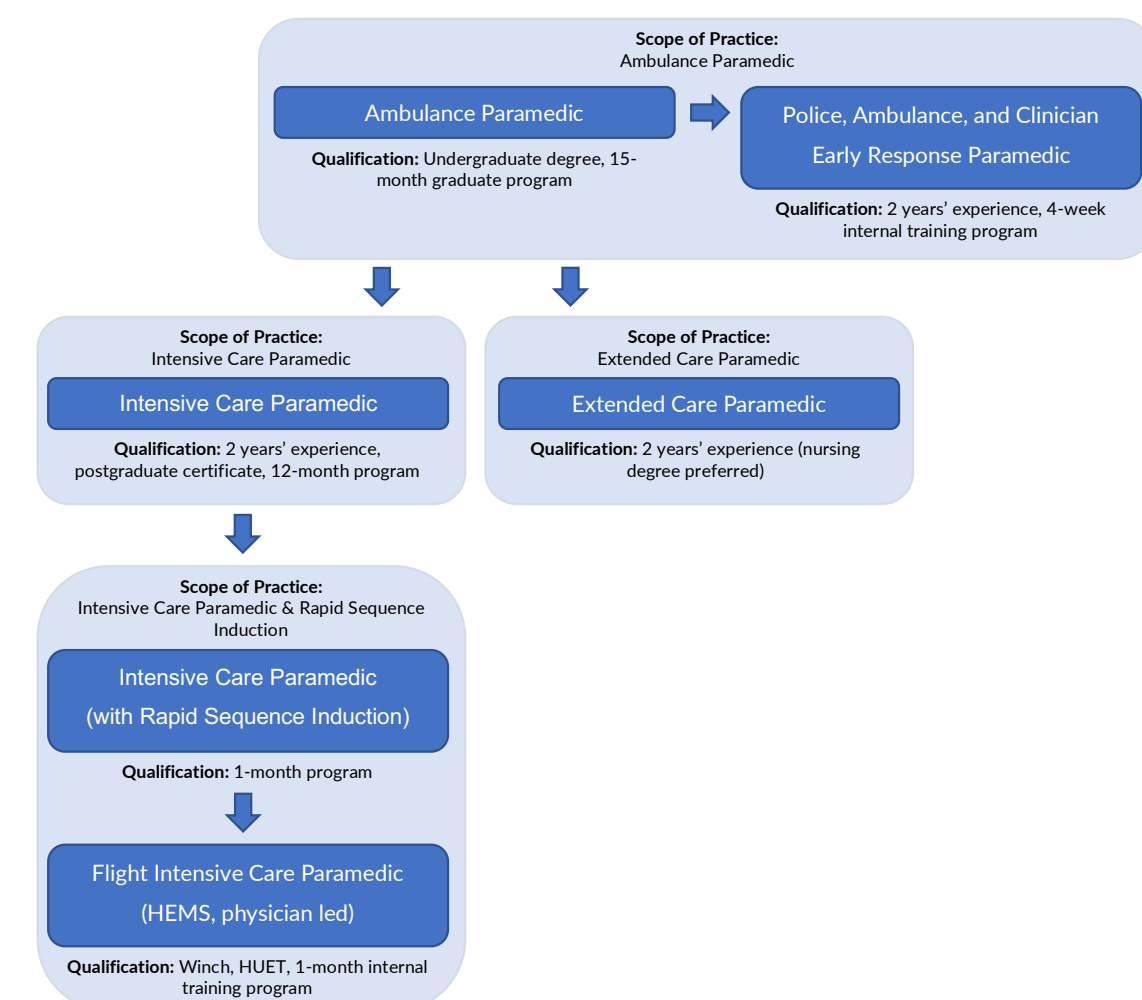 Scope of Practice:
Ambulance Paramedic
Ambulance Paramedic
Qualification: Undergraduate degree, 15-
month graduate program
Police, Ambulance, and Clinician
Early Response Paramedic
Qualification: 2 years’ experience, 4-week
internal training program
Scope of Practice:
Intensive Care Paramedic
Intensive Care Paramedic
Qualification: 2 years’ experience,
postgraduate certificate, 12-month program
Scope of Practice:
Extended Care Paramedic
Extended Care Paramedic
Qualification: 2 years’ experience (nursing
degree preferred)
Scope of Practice:
Intensive Care Paramedic & Rapid Sequence
Induction
Intensive Care Paramedic
(with Rapid Sequence Induction)
Qualification: 1-month program
Flight Intensive Care Paramedic
(HEMS, physician led)
Qualification: Winch, HUET, 1-month internal
training program